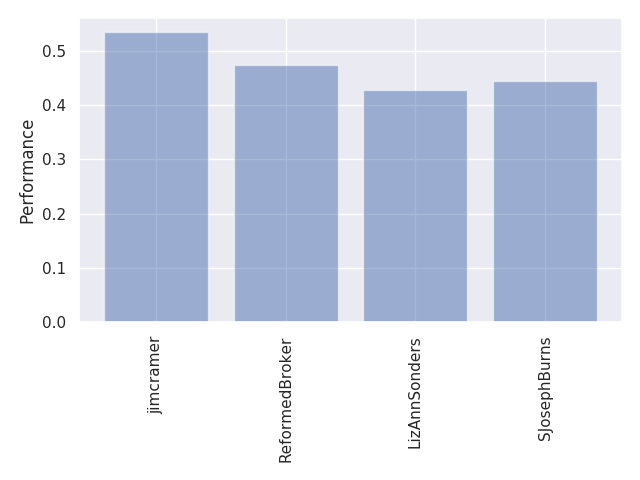 Performance
0.5
0.4
0.3
0.2
0.1
0.0
jimcramer
ReformedBroker
LizAnnSonders
SJosephBurns